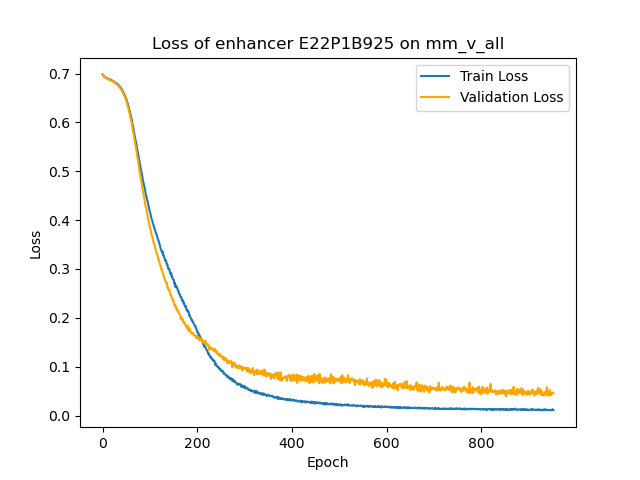 Loss of enhancer E22P1B925 on mm_v_all
Train Loss
Validation Loss
0.7
0.6
0.5
0.4
0.3
0.2
0.1
0.0
Loss
0
200
400
600
800
Epoch